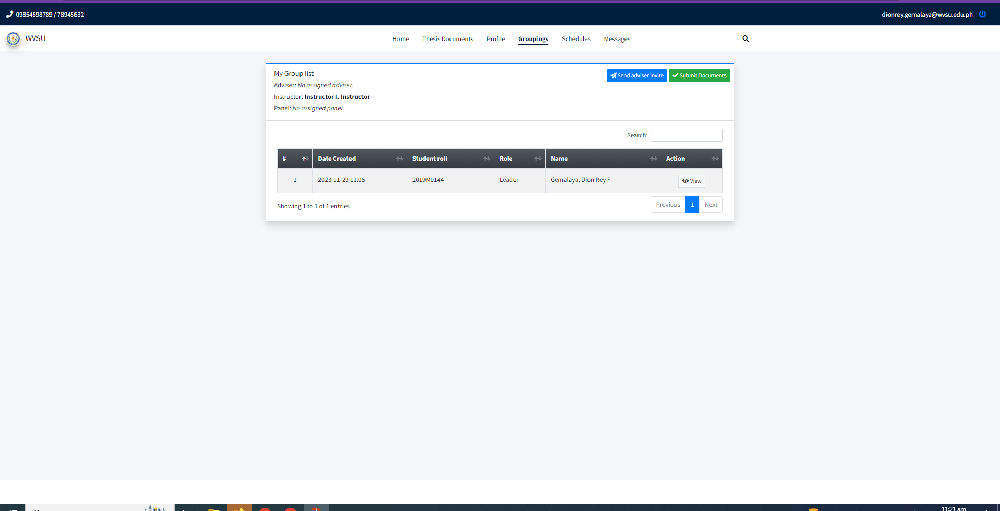 09854698789 / 78945632
dionrey.gemalaya@wvsu.edu.ph
WVSU
Home Thesis Documents Profile Groupings Schedules Messages
My Group list
Send adviser invite Submit Documents
Adviser: No assigned adviser.
Instructor: Instructor I. Instructor
Panel: No assigned panel.
Search:
# Date Created Student roll Role Name Action
1 2023-11-29 11:06 2019M0144 Leader Gemalaya, Dion Rey F View
Showing 1 to 1 of 1 entries
Previous 1 Next
11:21 am